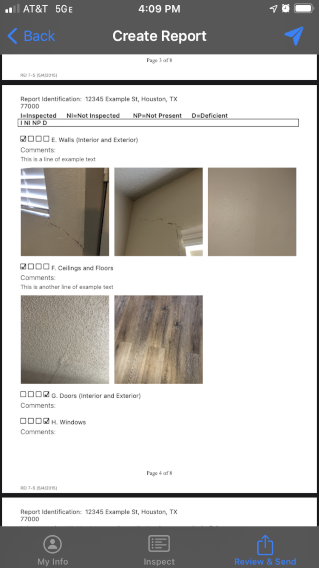 AT&T 5GE 4:09 PM
Back Create Report
Page 3 of 8
REI 7-5 (5/4/2015)
Report Identification: 12345 Example St, Houston, TX
77000
I=Inspected NI=Not Inspected NP=Not Present D=Deficient
I NI NP D
E. Walls (Interior and Exterior)
Comments:
This is a line of example text
F. Ceilings and Floors
Comments:
This is another line of example text
G. Doors (Interior and Exterior)
Comments:
H. Windows
Comments:
Page 4 of 8
REI 7-5 (5/4/2015)
Report Identification: 12345 Example St, Houston, TX
77000
My Info Inspect Review & Send